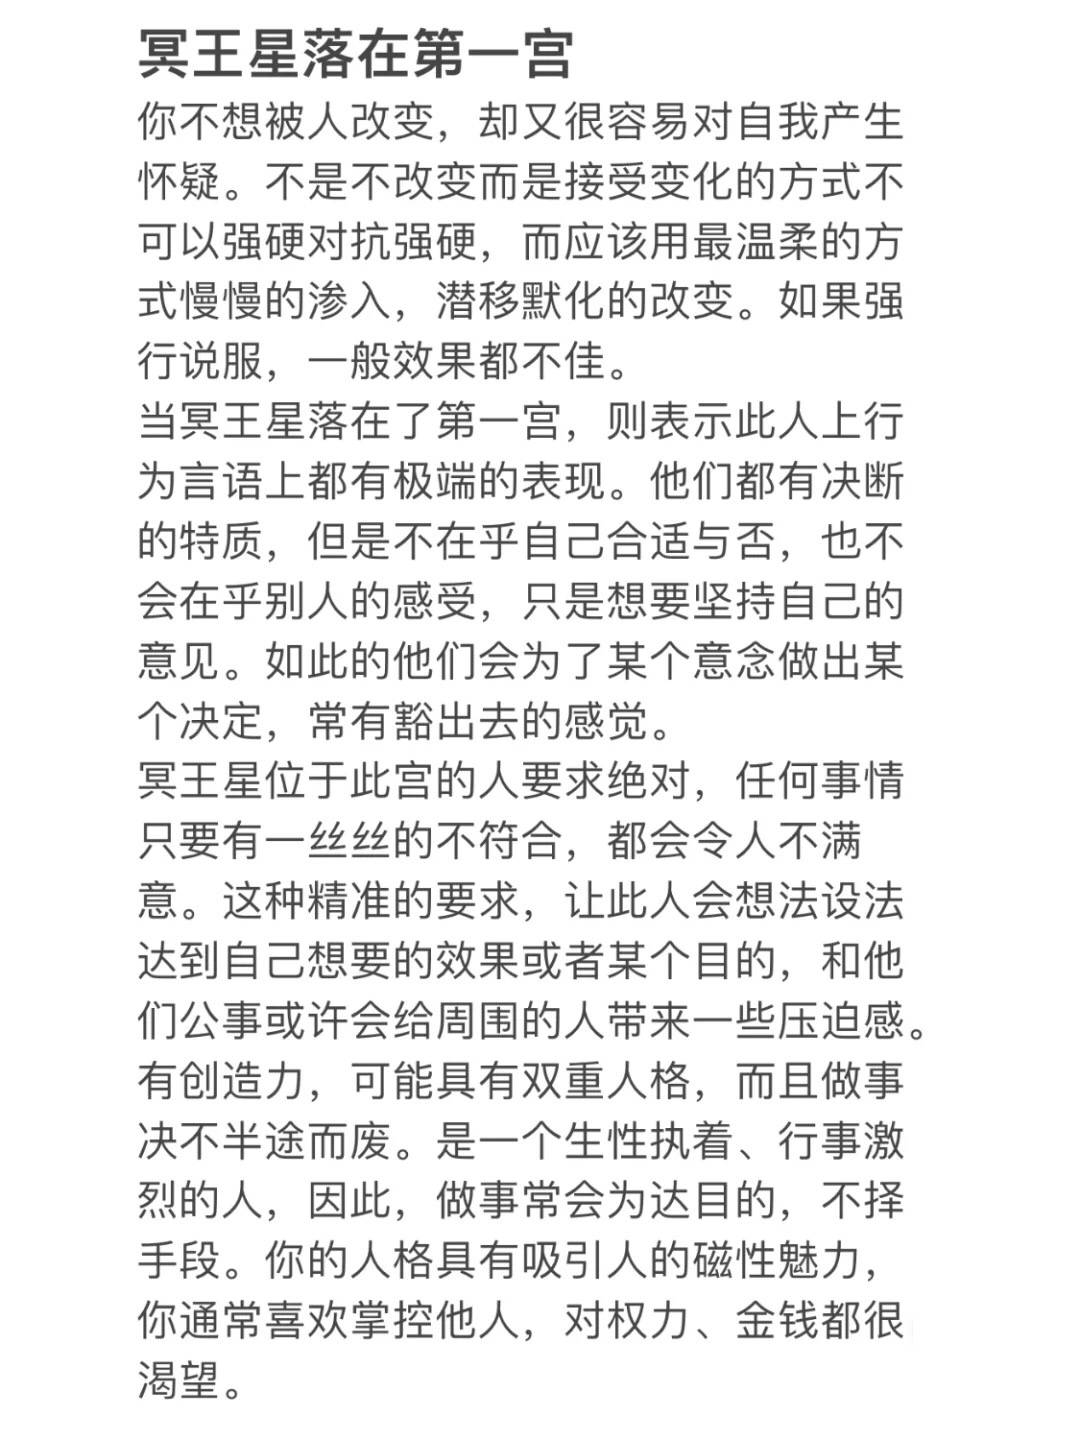 冥王星落在第一宫
你不想被人改变，却又很容易对自我产生
怀疑。不是不改变而是接受变化的方式不
可以强硬对抗强硬，而应该用最温柔的方
式慢慢的渗入，潜移默化的改变。如果强
行说服，一般效果都不佳。
当冥王星落在了第一宫，则表示此人上行
为言语上都有极端的表现。他们都有决断
的特质，但是不在乎自己合适与否，也不
会在乎别人的感受，只是想要坚持自己的
意见。如此的他们会为了某个意念做出某
个决定，常有豁出去的感觉。
冥王星位于此宫的人要求绝对，任何事情
只要有一丝丝的不符合，都会令人不满
意。这种精准的要求，让此人会想法设法
达到自己想要的效果或者某个目的，和他
们公事或许会给周围的人带来一些压迫感。
有创造力，可能具有双重人格，而且做事
决不半途而废。是一个生性执着、行事激
烈的人，因此，做事常会为达目的，不择
手段。你的人格具有吸引人的磁性魅力，
你通常喜欢掌控他人，对权力、金钱都很
渴望。